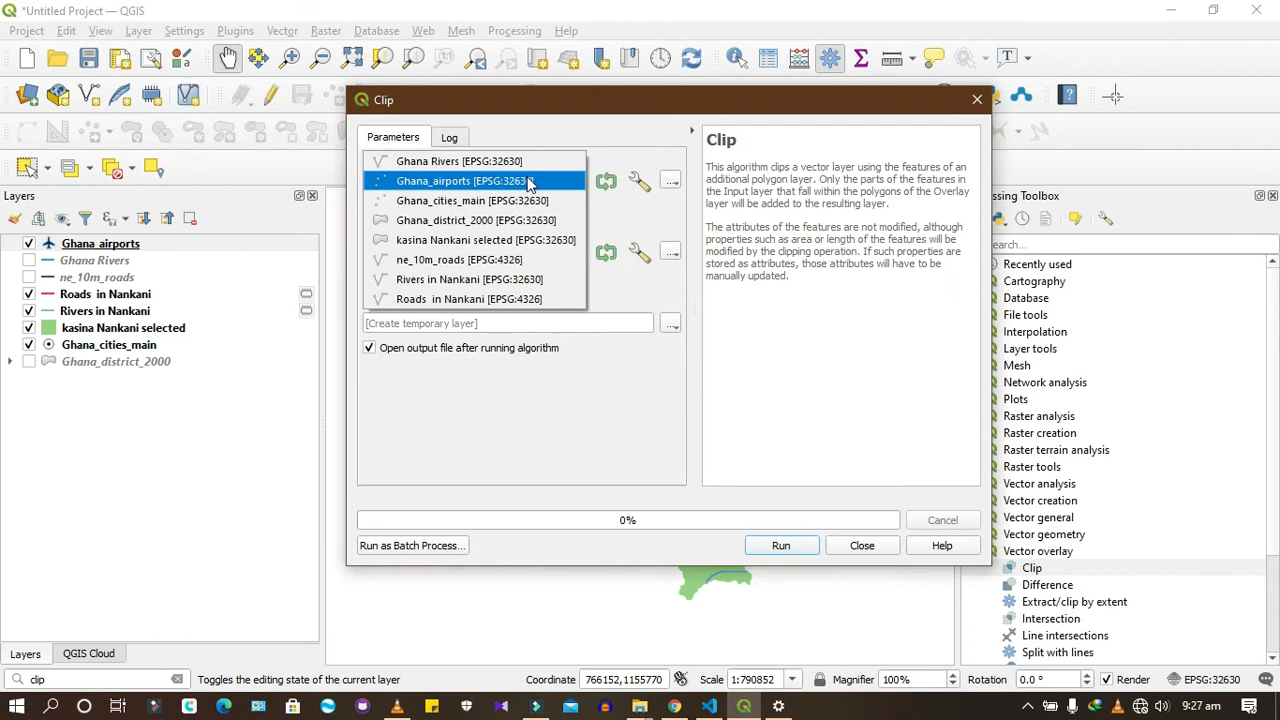 *Untitled Project — QGIS
Project Edit View Layer Settings Plugins Vector Raster Database Web Mesh Processing Help
Clip
Parameters Log
Ghana Rivers [EPSG:32630]
Ghana_airports [EPSG:3263
Ghana_cities_main [EPSG:32630]
Ghana_district_2000 [EPSG:32630]
kasina Nankani selected [EPSG:32630]
ne_10m_roads [EPSG:4326]
Rivers in Nankani [EPSG:32630]
Roads in Nankani [EPSG:4326]
[Create temporary layer]
Open output file after running algorithm
Clip
This algorithm clips a vector layer using the features of an
additional polygon layer. Only the parts of the features in
the Input layer that fall within the polygons of the Overlay
layer will be added to the resulting layer.
The attributes of the features are not modified, although
properties such as area or length of the features will be
modified by the clipping operation. If such properties are
stored as attributes, those attributes will have to be
manually updated.
0%
Cancel
Run as Batch Process...
Run
Close
Help
Layers
Ghana_airports
Ghana Rivers
ne_10m_roads
Roads in Nankani
Rivers in Nankani
kasina Nankani selected
Ghana_cities_main
Ghana_district_2000
Layers QGIS Cloud
ssing Toolbox
arch...
Recently used
Cartography
Database
File tools
Interpolation
Layer tools
Mesh
Network analysis
Plots
Raster analysis
Raster creation
Raster terrain analysis
Raster tools
Vector analysis
Vector creation
Vector general
Vector geometry
Vector overlay
Clip
Difference
Extract/clip by extent
Intersection
Line intersections
Split with lines
clip
Toggles the editing state of the current layer
Coordinate 766152,1155770
Scale 1:790852
Magnifier 100%
Rotation 0.0 °
Render
EPSG:32630
9:27 am